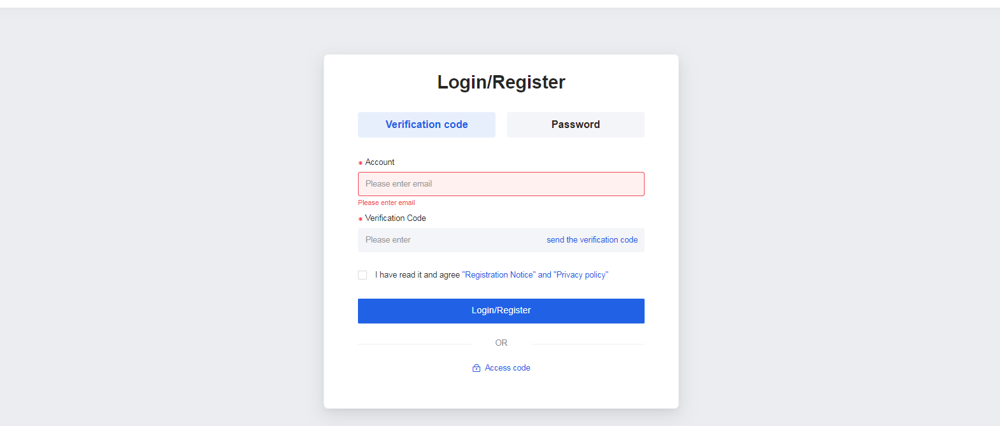 Login/Register
Verification code Password
* Account
Please enter email
Please enter email
* Verification Code
Please enter send the verification code
I have read it and agree "Registration Notice" and "Privacy policy"
Login/Register
OR
Access code